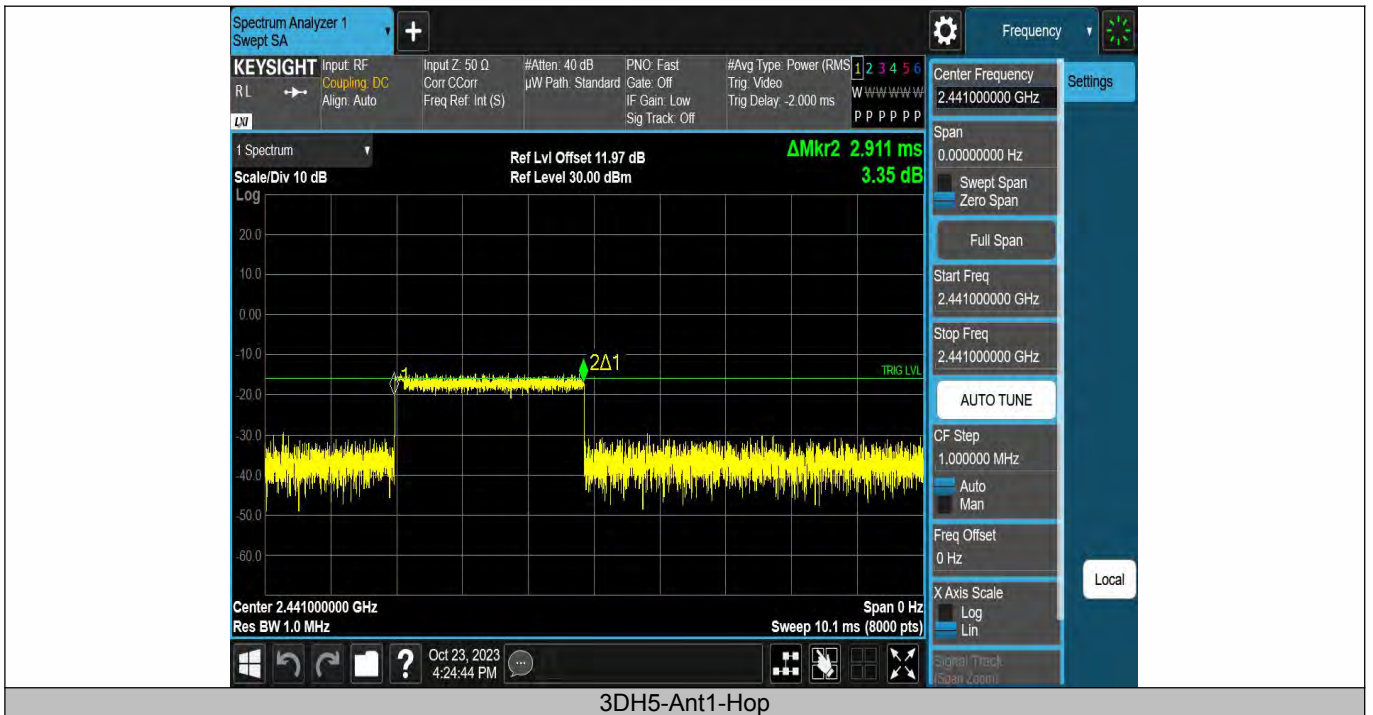 Spectrum Analyzer 1
Swept SA
+
Frequency
KEYSIGHT
RL
LXI
Input: RF
Coupling: DC
Align: Auto
Input Z: 50 Ω
Corr CCorr
Freq Ref: Int (S)
#Atten: 40 dB
µW Path: Standard
PNO: Fast
Gate: Off
IF Gain: Low
Sig Track: Off
#Avg Type: Power (RMS
Trig: Video
Trig Delay: -2.000 ms
1 2 3 4 5 6
W W W W W W
P P P P P P
1 Spectrum
Scale/Div 10 dB
Log
Ref Lvl Offset 11.97 dB
Ref Level 30.00 dBm
ΔMkr2 2.911 ms
3.35 dB
20.0
10.0
0.00
-10.0
-20.0
-30.0
-40.0
-50.0
-60.0
1
2Δ1
TRIG LVL
Center 2.441000000 GHz
Res BW 1.0 MHz
Span 0 Hz
Sweep 10.1 ms (8000 pts)
?
Oct 23, 2023
4:24:44 PM
Center Frequency
2.441000000 GHz
Settings
Span
0.00000000 Hz
Swept Span
Zero Span
Full Span
Start Freq
2.441000000 GHz
Stop Freq
2.441000000 GHz
AUTO TUNE
CF Step
1.000000 MHz
Auto
Man
Freq Offset
0 Hz
X Axis Scale
Log
Lin
Signal Track
(Span Zoom)
Local
3DH5-Ant1-Hop